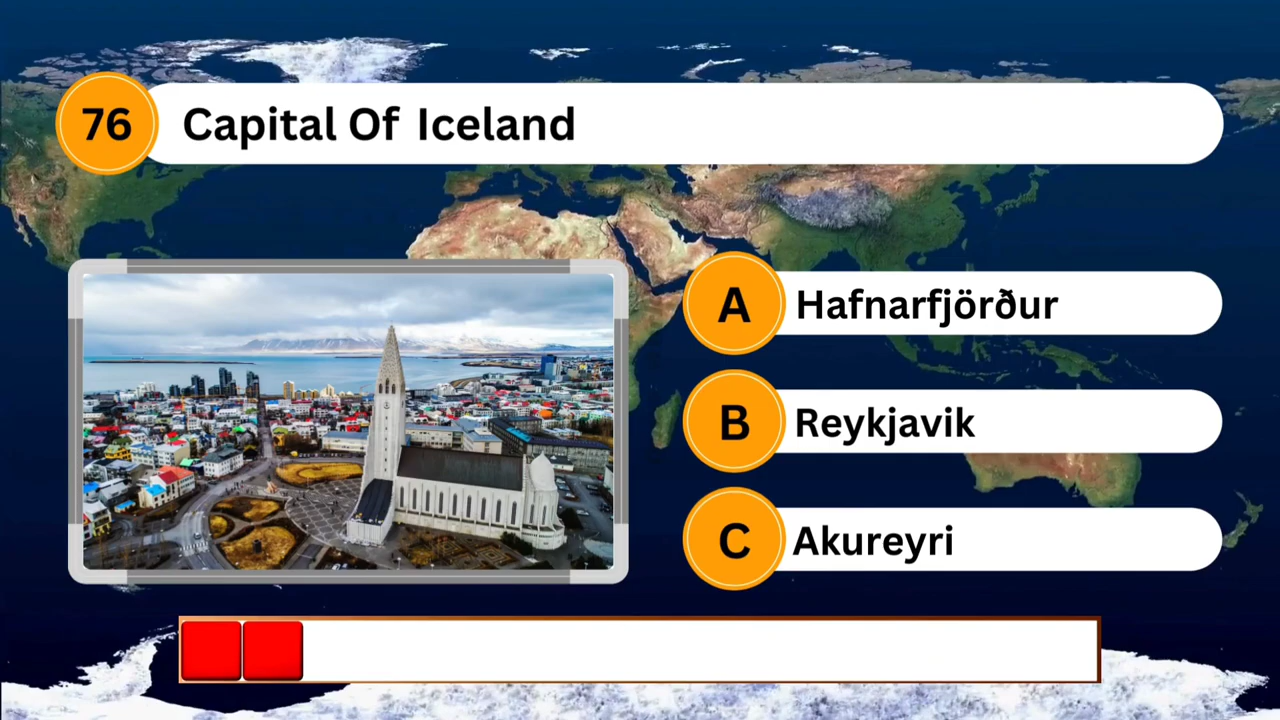 76
Capital Of Iceland
A
Hafnarfjörður
B
Reykjavik
C
Akureyri